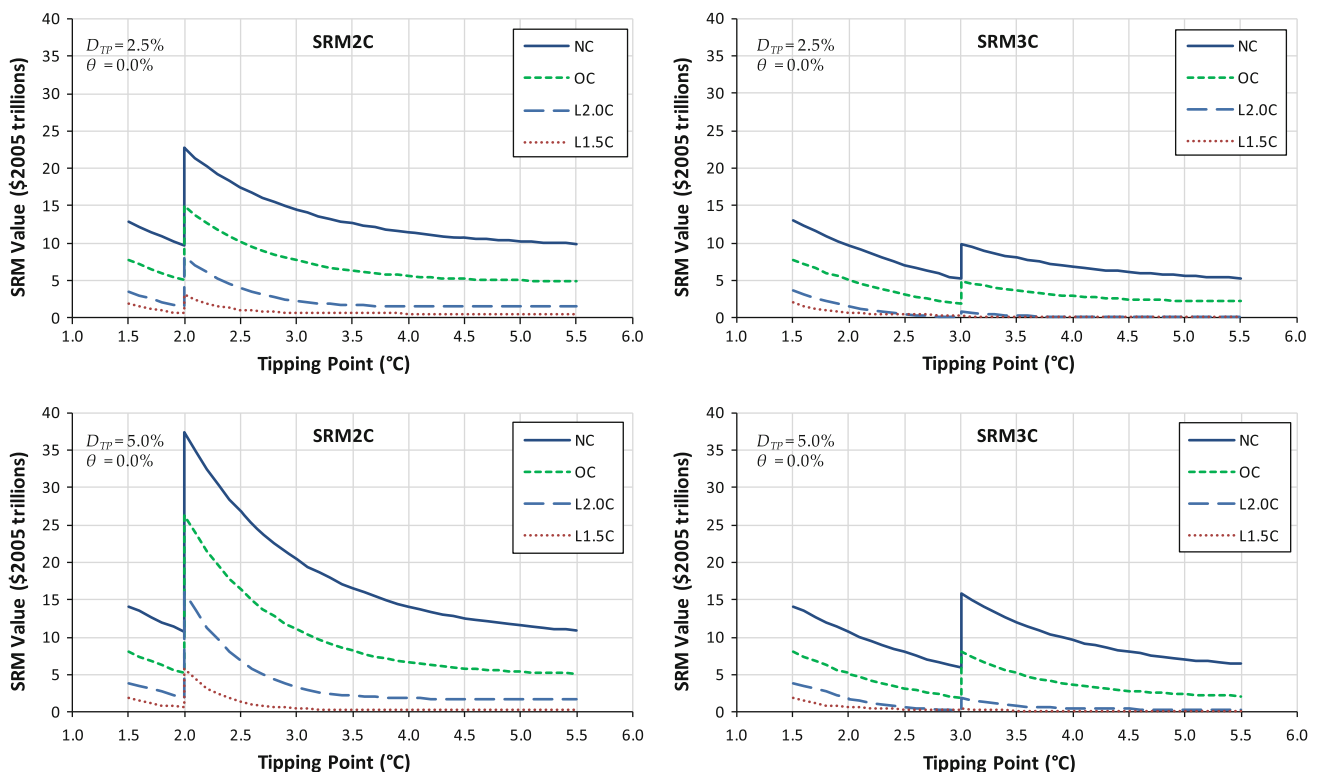 SRM2C
D_TP = 2.5%
θ = 0.0%
NC
OC
L2.0C
L1.5C
SRM Value ($2005 trillions)
40
35
30
25
20
15
10
5
0
1.0 1.5 2.0 2.5 3.0 3.5 4.0 4.5 5.0 5.5 6.0
Tipping Point (°C)
SRM3C
D_TP = 2.5%
θ = 0.0%
NC
OC
L2.0C
L1.5C
SRM Value ($2005 trillions)
40
35
30
25
20
15
10
5
0
1.0 1.5 2.0 2.5 3.0 3.5 4.0 4.5 5.0 5.5 6.0
Tipping Point (°C)
SRM2C
D_TP = 5.0%
θ = 0.0%
NC
OC
L2.0C
L1.5C
SRM Value ($2005 trillions)
40
35
30
25
20
15
10
5
0
1.0 1.5 2.0 2.5 3.0 3.5 4.0 4.5 5.0 5.5 6.0
Tipping Point (°C)
SRM3C
D_TP = 5.0%
θ = 0.0%
NC
OC
L2.0C
L1.5C
SRM Value ($2005 trillions)
40
35
30
25
20
15
10
5
0
1.0 1.5 2.0 2.5 3.0 3.5 4.0 4.5 5.0 5.5 6.0
Tipping Point (°C)